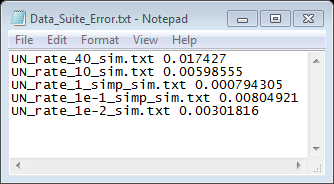 Data_Suite_Error.txt - Notepad
File Edit Format View Help
UN_rate_40_sim.txt 0.017427
UN_rate_10_sim.txt 0.00598555
UN_rate_1_simp_sim.txt 0.000794305
UN_rate_1e-1_simp_sim.txt 0.00804921
UN_rate_1e-2_sim.txt 0.00301816